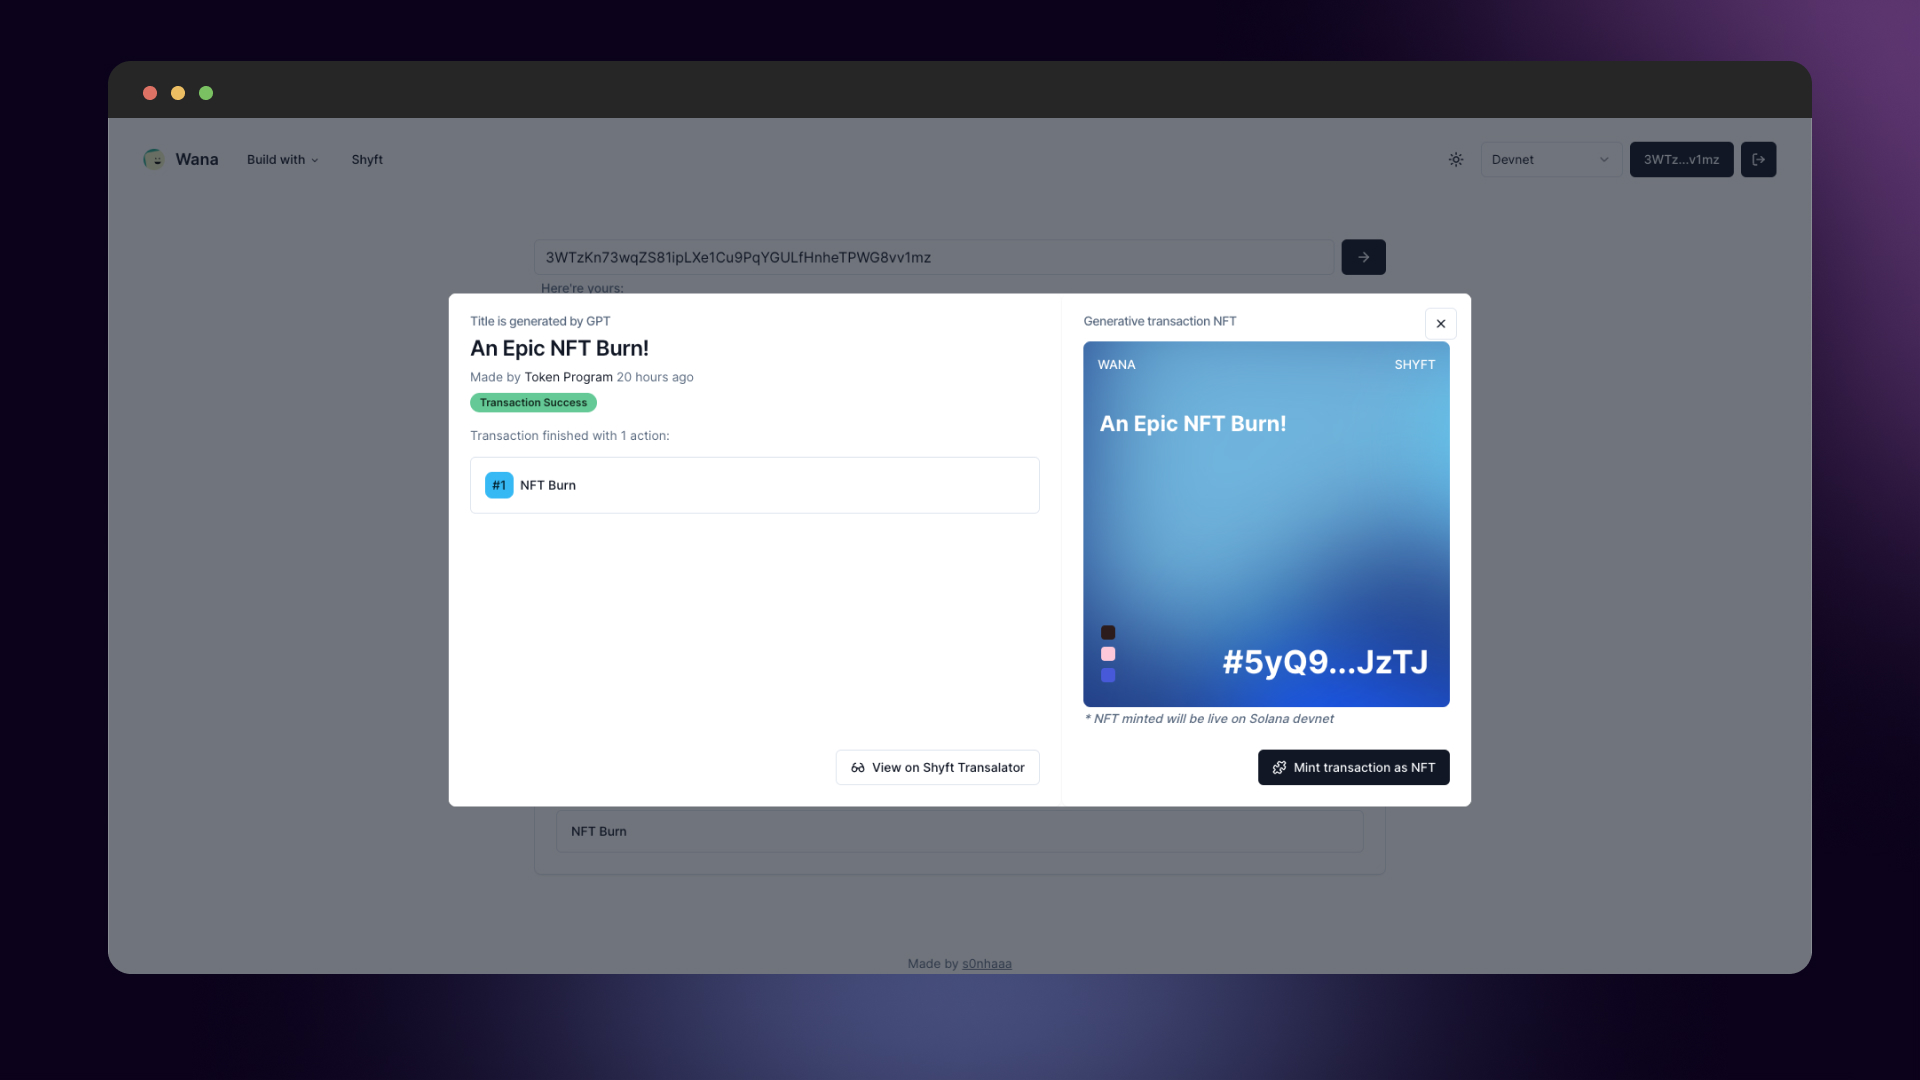 Wana
Build with
Shyft
Devnet
3WTz...v1mz
3WTzKn73wqZS81ipLXe1Cu9PqYGULfHnheTPWG8vv1mz
Here're yours:
Title is generated by GPT
An Epic NFT Burn!
Made by Token Program 20 hours ago
Transaction Success
Transaction finished with 1 action:
#1 NFT Burn
View on Shyft Transalator
Generative transaction NFT
WANA
SHYFT
An Epic NFT Burn!
#5yQ9...JzTJ
* NFT minted will be live on Solana devnet
Mint transaction as NFT
NFT Burn
Made by s0nhaaa